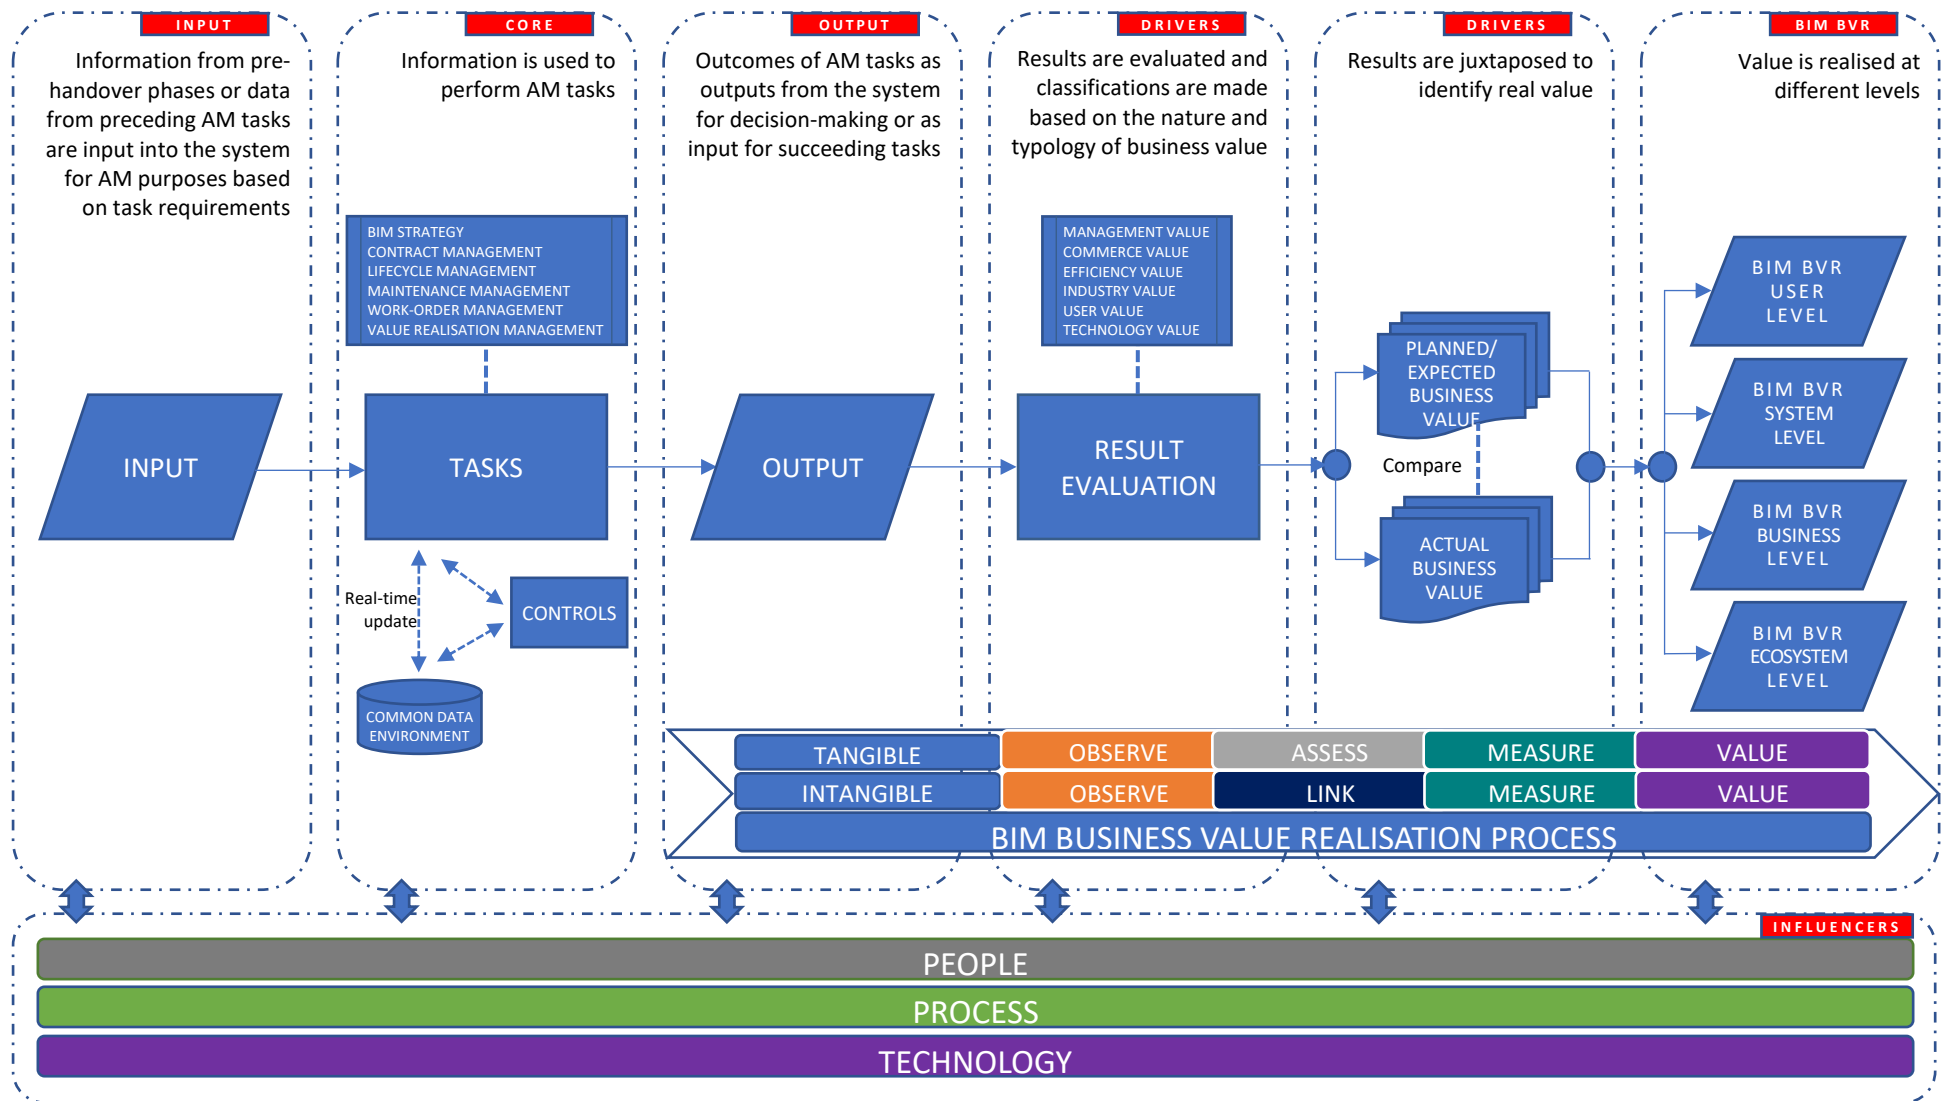 INPUT
Information from pre-
handover phases or data
from preceding AM tasks
are input into the system
for AM purposes based
on task requirements
INPUT
CORE
Information is used to
perform AM tasks
BIM STRATEGY
CONTRACT MANAGEMENT
LIFECYCLE MANAGEMENT
MAINTENANCE MANAGEMENT
WORK-ORDER MANAGEMENT
VALUE REALISATION MANAGEMENT
TASKS
Real-time
update
CONTROLS
COMMON DATA
ENVIRONMENT
OUTPUT
Outcomes of AM tasks as
outputs from the system
for decision-making or as
input for succeeding tasks
OUTPUT
DRIVERS
Results are evaluated and
classifications are made
based on the nature and
typology of business value
MANAGEMENT VALUE
COMMERCE VALUE
EFFICIENCY VALUE
INDUSTRY VALUE
USER VALUE
TECHNOLOGY VALUE
RESULT
EVALUATION
DRIVERS
Results are juxtaposed to
identify real value
PLANNED/
EXPECTED
BUSINESS
VALUE
Compare
ACTUAL
BUSINESS
VALUE
BIM BVR
Value is realised at
different levels
BIM BVR
USER
LEVEL
BIM BVR
SYSTEM
LEVEL
BIM BVR
BUSINESS
LEVEL
BIM BVR
ECOSYSTEM
LEVEL
TANGIBLE OBSERVE ASSESS MEASURE VALUE
INTANGIBLE OBSERVE LINK MEASURE VALUE
BIM BUSINESS VALUE REALISATION PROCESS
INFLUENCERS
PEOPLE
PROCESS
TECHNOLOGY